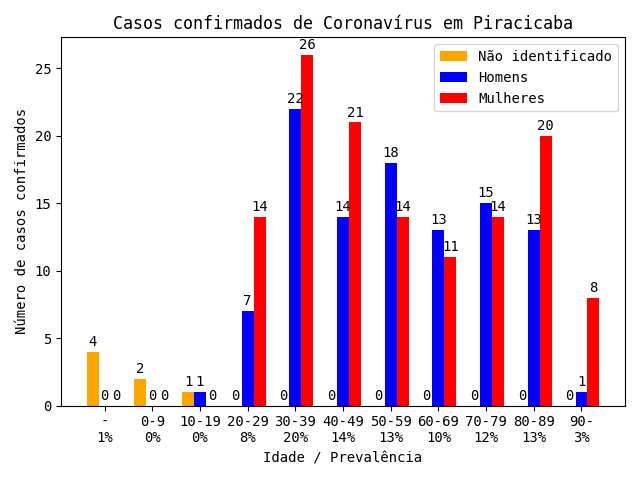 Casos confirmados de Coronavírus em Piracicaba
Número de casos confirmados
25
20
15
10
5
0
Não identificado
Homens
Mulheres
4 0 0
2 0 0
1 1 0
0 7 14
0 22 26
0 14 21
0 18 14
0 13 11
0 15 14
0 13 20
0 1 8
- 0-9 10-19 20-29 30-39 40-49 50-59 60-69 70-79 80-89 90-
1% 0% 0% 8% 20% 14% 13% 10% 12% 13% 3%
Idade / Prevalência